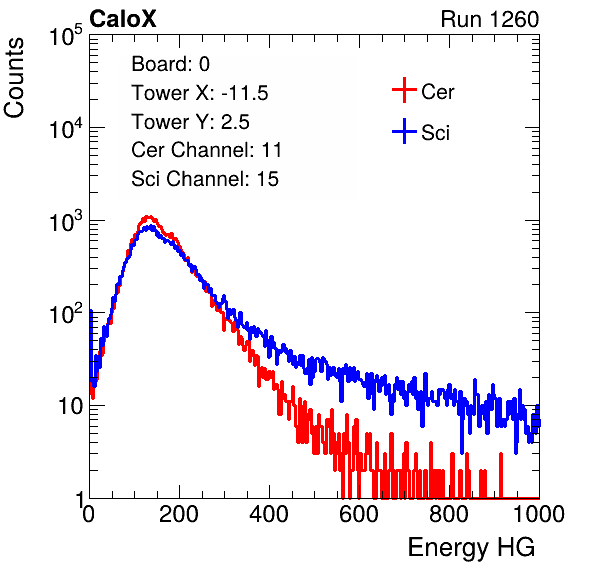 CaloX Run 1260
Counts
10^5
10^4
10^3
10^2
10
1
Board: 0
Tower X: -11.5
Tower Y: 2.5
Cer Channel: 11
Sci Channel: 15
Cer
Sci
0 200 400 600 800 1000
Energy HG